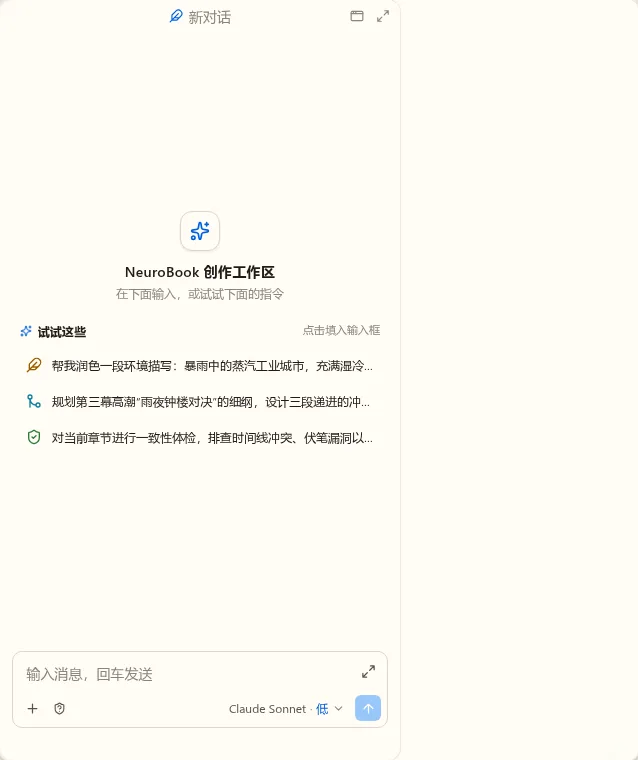 新对话
NeuroBook 创作工作区
在下面输入，或试试下面的指令
试试这些
点击填入输入框
帮我润色一段环境描写：暴雨中的蒸汽工业城市，充满湿冷...
规划第三幕高潮“雨夜钟楼对决”的细纲，设计三段递进的冲...
对当前章节进行一致性体检，排查时间线冲突、伏笔漏洞以...
输入消息，回车发送
Claude Sonnet · 低